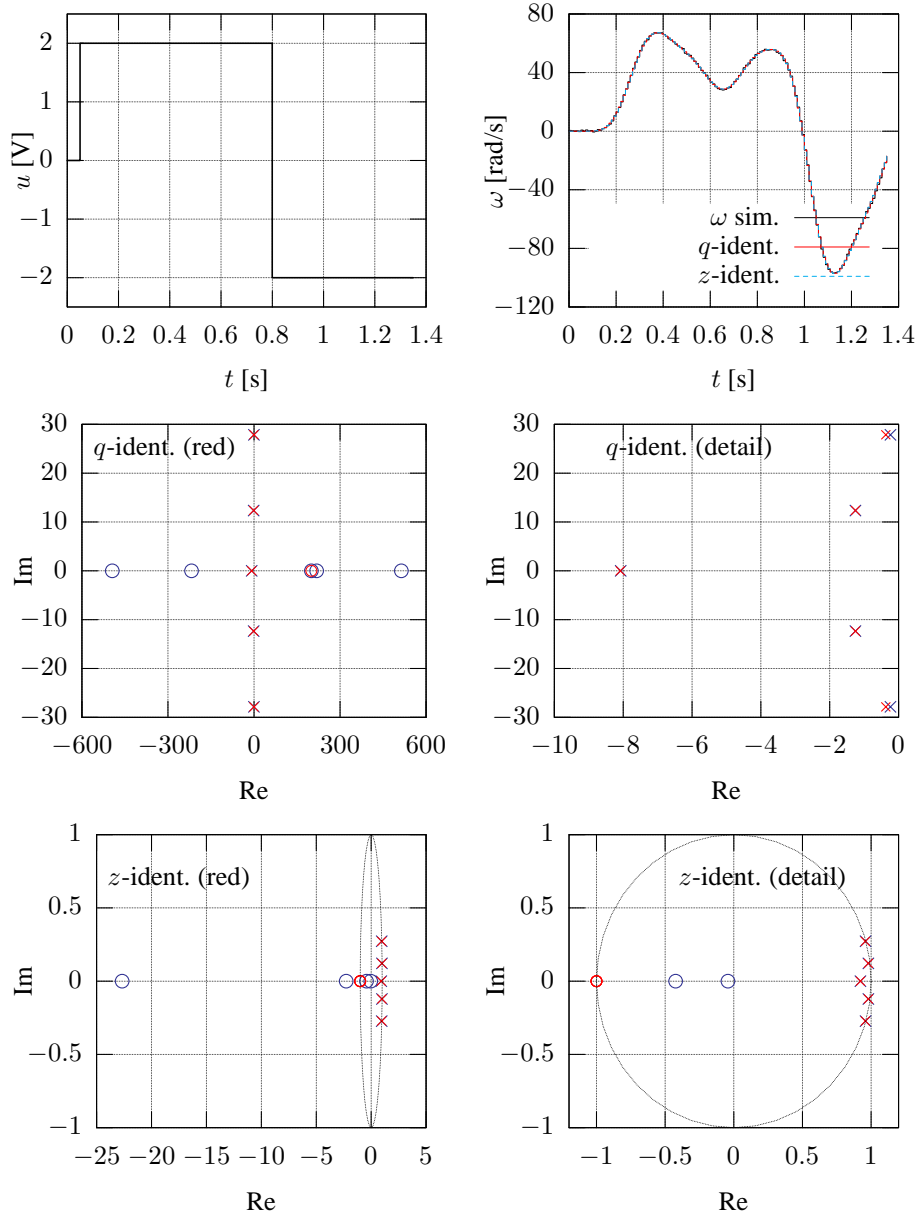 2
1
0
−1
−2
u [V]
0 0.2 0.4 0.6 0.8 1 1.2 1.4
t [s]
80
40
0
−40
−80
−120
ω [rad/s]
ω sim.
q-ident.
z-ident.
0 0.2 0.4 0.6 0.8 1 1.2 1.4
t [s]
30
20
10
0
−10
−20
−30
Im
q-ident. (red)
−600 −300 0 300 600
Re
30
20
10
0
−10
−20
−30
Im
q-ident. (detail)
−10 −8 −6 −4 −2 0
Re
1
0.5
0
−0.5
−1
Im
z-ident. (red)
−25 −20 −15 −10 −5 0 5
Re
1
0.5
0
−0.5
−1
Im
z-ident. (detail)
−1 −0.5 0 0.5 1
Re